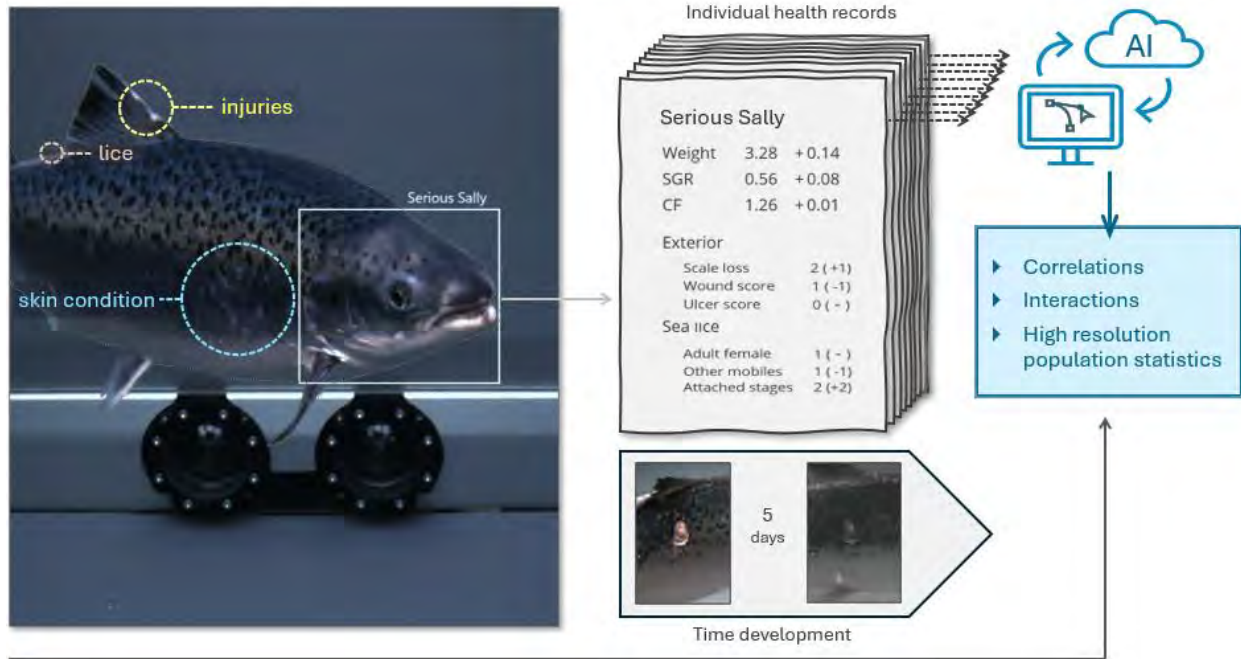 Individual health records
AI
injuries
lice
Serious Sally
skin condition
Serious Sally
Weight 3.28 +0.14
SGR 0.56 +0.08
CF 1.26 +0.01
Exterior
Scale loss 2 (+1)
Wound score 1 (-1)
Ulcer score 0 ( - )
Sea lice
Adult female 1 ( - )
Other mobiles 1 (-1)
Attached stages 2 (+2)
Correlations
Interactions
High resolution
population statistics
5
days
Time development